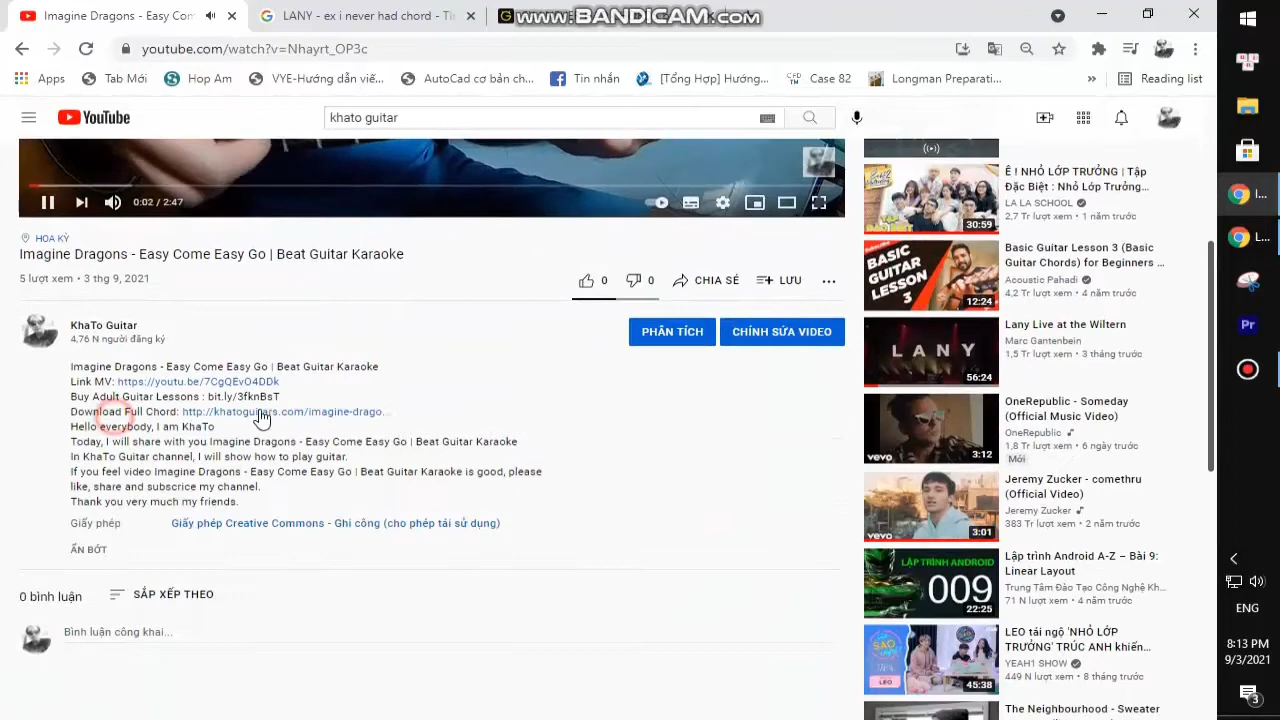 Imagine Dragons - Easy Com
LANY - ex i never had chord - T
www.BANDICAM.com
youtube.com/watch?v=Nhayrt_OP3c
Apps
Tab Mới
Hop Am
VYE-Hướng dẫn viế...
AutoCad cơ bản ch...
Tin nhắn
[Tổng Hợp] Hướng...
Case 82
Longman Preparati...
»
Reading list
YouTube
khato guitar
0:02 / 2:47
HOA KỲ
Imagine Dragons - Easy Come Easy Go | Beat Guitar Karaoke
5 lượt xem • 3 thg 9, 2021
0
0
CHIA SẺ
LƯU
KhaTo Guitar
4,76 N người đăng ký
PHÂN TÍCH
CHỈNH SỬA VIDEO
Imagine Dragons - Easy Come Easy Go | Beat Guitar Karaoke
Link MV: https://youtu.be/7CgQEvO4DDk
Buy Adult Guitar Lessons : bit.ly/3fknBsT
Download Full Chord: http://khatoguitars.com/imagine-drago...
Hello everybody, I am KhaTo
Today, I will share with you Imagine Dragons - Easy Come Easy Go | Beat Guitar Karaoke
In KhaTo Guitar channel, I will show how to play guitar.
If you feel video Imagine Dragons - Easy Come Easy Go | Beat Guitar Karaoke is good, please
like, share and subscrice my channel.
Thank you very much my friends.
Giấy phép
Giấy phép Creative Commons - Ghi công (cho phép tái sử dụng)
ẨN BỚT
0 bình luận
SẮP XẾP THEO
Bình luận công khai...
30:59
Ê ! NHỎ LỚP TRƯỞNG | Tập
Đặc Biệt : Nhỏ Lớp Trưởng...
LA LA SCHOOL
2,7 Tr lượt xem • 1 năm trước
BASIC
GUITAR
LESSON
3
12:24
Basic Guitar Lesson 3 (Basic
Guitar Chords) for Beginners ...
Acoustic Pahadi
4,2 Tr lượt xem • 4 năm trước
LANY
56:24
Lany Live at the Wiltern
Marc Gantenbein
1,5 Tr lượt xem • 3 tháng trước
vevo
3:12
OneRepublic - Someday
(Official Music Video)
OneRepublic
1,8 Tr lượt xem • 6 ngày trước
Mới
vevo
3:01
Jeremy Zucker - comethru
(Official Video)
Jeremy Zucker
383 Tr lượt xem • 2 năm trước
LẬP TRÌNH ANDROID
009
22:25
Lập trình Android A-Z – Bài 9:
Linear Layout
Trung Tâm Đào Tạo Công Nghệ Kh...
71 N lượt xem • 4 năm trước
LEO
45:38
LEO tái ngộ 'NHỎ LỚP
TRƯỞNG' TRÚC ANH khiến...
YEAH1 SHOW
449 N lượt xem • 8 tháng trước
The Neighbourhood - Sweater
I...
L...
Pr
ENG
8:13 PM
9/3/2021
3